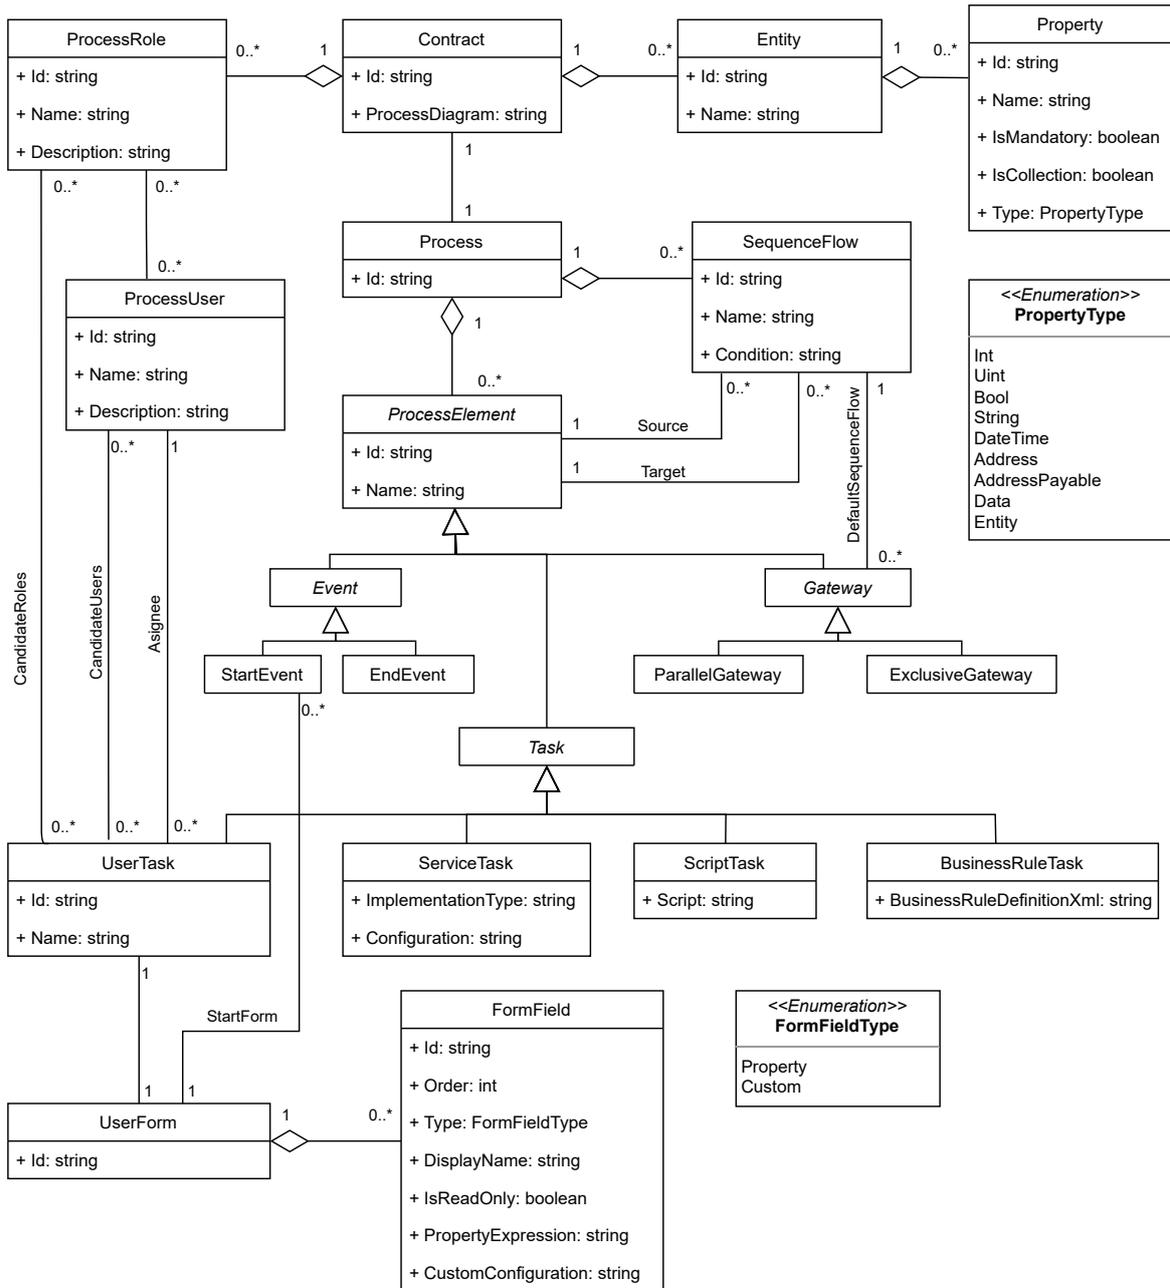 ProcessRole
+ Id: string
+ Name: string
+ Description: string
0..*
1
Contract
+ Id: string
+ ProcessDiagram: string
1
0..*
Entity
+ Id: string
+ Name: string
1
0..*
Property
+ Id: string
+ Name: string
+ IsMandatory: boolean
+ IsCollection: boolean
+ Type: PropertyType
0..*
0..*
1
1
0..*
ProcessUser
+ Id: string
+ Name: string
+ Description: string
Process
+ Id: string
1
0..*
SequenceFlow
+ Id: string
+ Name: string
+ Condition: string
<<Enumeration>>
PropertyType
Int
Uint
Bool
String
DateTime
Address
AddressPayable
Data
Entity
1
0..*
ProcessElement
+ Id: string
+ Name: string
0..*
0..*
1
1
Source
1
Target
DefaultSequenceFlow
0..*
0..*
1
CandidateRoles
CandidateUsers
Asignee
Event
Gateway
StartEvent
EndEvent
ParallelGateway
ExclusiveGateway
0..*
Task
0..*
0..*
0..*
UserTask
+ Id: string
+ Name: string
ServiceTask
+ ImplementationType: string
+ Configuration: string
ScriptTask
+ Script: string
BusinessRuleTask
+ BusinessRuleDefinitionXml: string
1
StartForm
1
1
UserForm
+ Id: string
1
0..*
FormField
+ Id: string
+ Order: int
+ Type: FormFieldType
+ DisplayName: string
+ IsReadOnly: boolean
+ PropertyExpression: string
+ CustomConfiguration: string
<<Enumeration>>
FormFieldType
Property
Custom